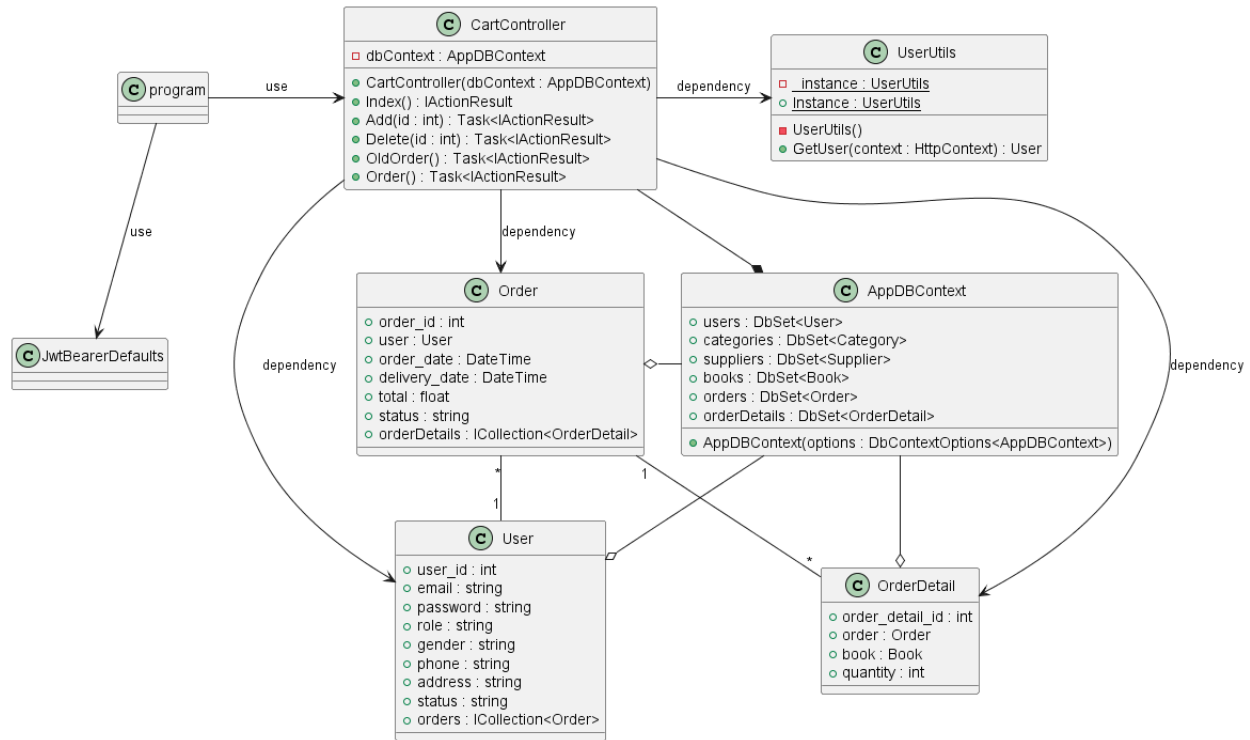 C CartController
dbContext : AppDBContext
CartController(dbContext : AppDBContext)
Index() : IActionResult
Add(id : int) : Task<IActionResult>
Delete(id : int) : Task<IActionResult>
OldOrder() : Task<IActionResult>
Order() : Task<IActionResult>
C UserUtils
_instance : UserUtils
Instance : UserUtils
UserUtils()
GetUser(context : HttpContext) : User
C program
use
dependency
use
dependency
C Order
order_id : int
user : User
order_date : DateTime
delivery_date : DateTime
total : float
status : string
orderDetails : ICollection<OrderDetail>
C AppDBContext
users : DbSet<User>
categories : DbSet<Category>
suppliers : DbSet<Supplier>
books : DbSet<Book>
orders : DbSet<Order>
orderDetails : DbSet<OrderDetail>
AppDBContext(options : DbContextOptions<AppDBContext>)
C JwtBearerDefaults
dependency
dependency
*
1
1
*
C User
user_id : int
email : string
password : string
role : string
gender : string
phone : string
address : string
status : string
orders : ICollection<Order>
C OrderDetail
order_detail_id : int
order : Order
book : Book
quantity : int